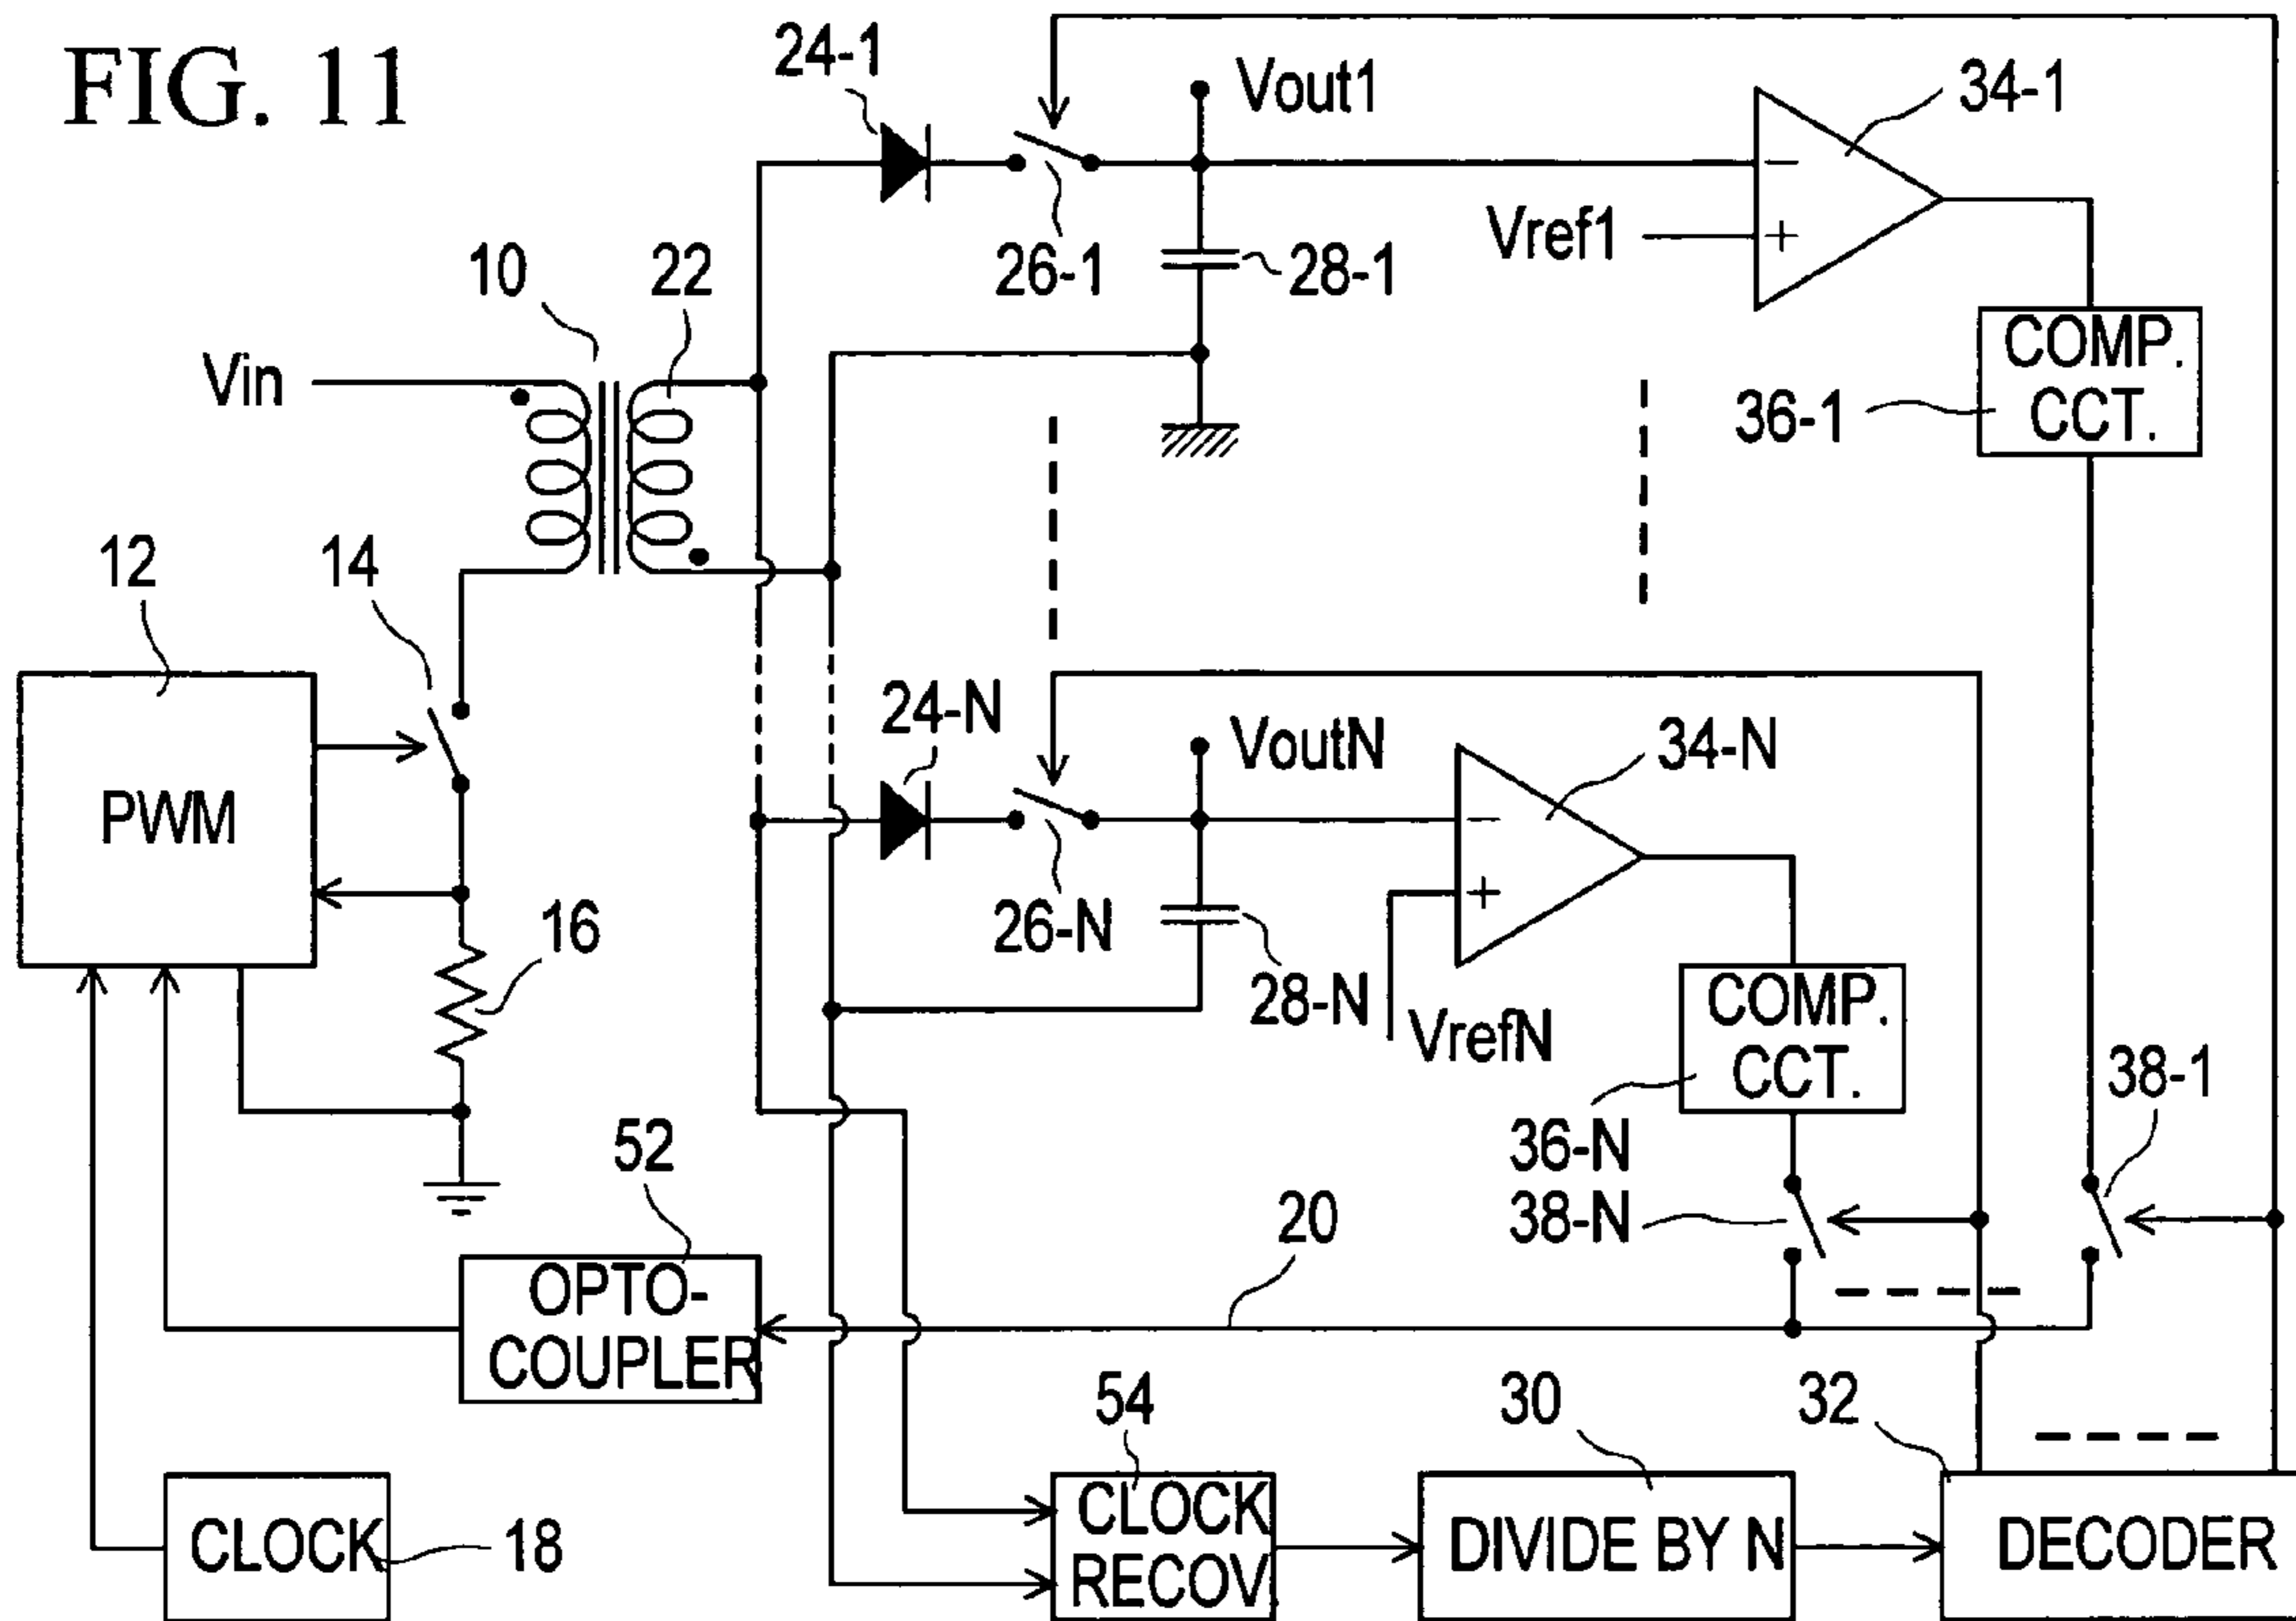 FIG. 11
24-1
Vout1
34-1
Vref1
26-1
28-1
10
22
Vin
COMP.
CCT.
36-1
12
14
PWM
24-N
VoutN
34-N
16
26-N
28-N
VrefN
COMP.
CCT.
38-1
52
36-N
38-N
20
OPTO-
COUPLER
54
30
32
CLOCK
18
CLOCK
RECOV
DIVIDE BY N
DECODER